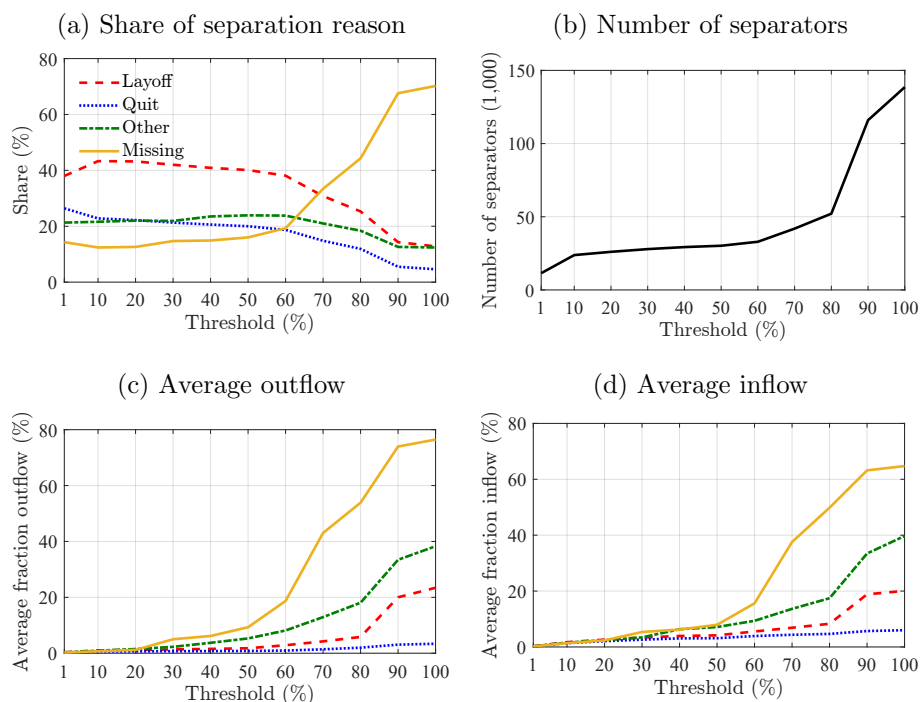 (a) Share of separation reason
Share (%)
80
60
40
20
0
Layoff
Quit
Other
Missing
1 10 20 30 40 50 60 70 80 90 100
Threshold (%)
(b) Number of separators
Number of separators (1,000)
150
100
50
0
1 10 20 30 40 50 60 70 80 90 100
Threshold (%)
(c) Average outflow
Average fraction outflow (%)
80
60
40
20
0
1 10 20 30 40 50 60 70 80 90 100
Threshold (%)
(d) Average inflow
Average fraction inflow (%)
80
60
40
20
0
1 10 20 30 40 50 60 70 80 90 100
Threshold (%)